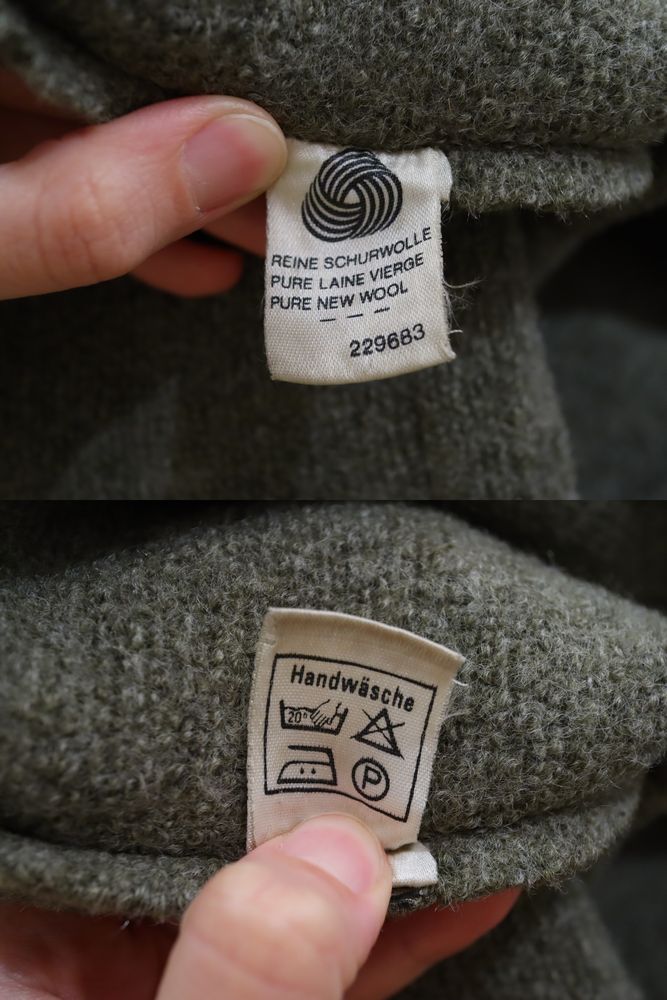 REINE SCHURWOLLE
PURE LAINE VIERGE
PURE NEW WOOL
229683
Handwäsche
20°
P